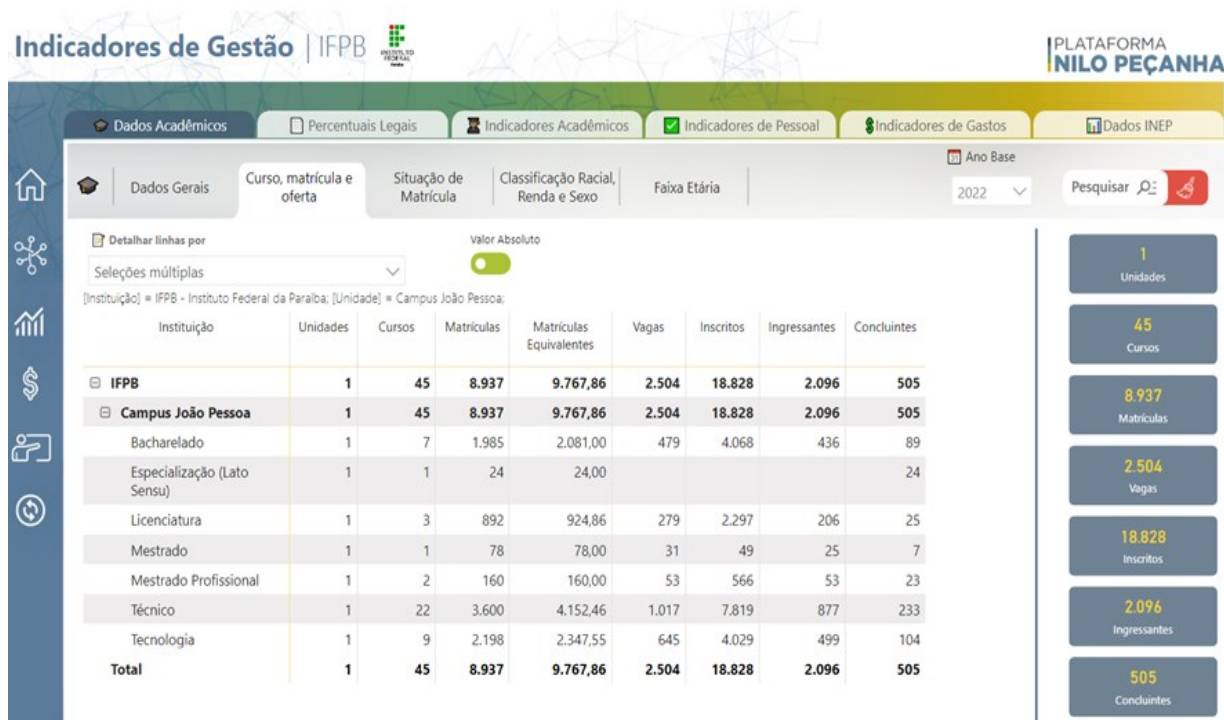 Indicadores de Gestão | IFPB
INSTITUTO
FEDERAL
Paraíba
PLATAFORMA
NILO PEÇANHA
Dados Acadêmicos
Percentuais Legais
Indicadores Acadêmicos
Indicadores de Pessoal
Indicadores de Gastos
Dados INEP
Dados Gerais
Curso, matrícula e
oferta
Situação de
Matrícula
Classificação Racial,
Renda e Sexo
Faixa Etária
Ano Base
2022
Pesquisar
Detalhar linhas por
Valor Absoluto
Seleções múltiplas
[Instituição] = IFPB - Instituto Federal da Paraíba; [Unidade] = Campus João Pessoa;
Instituição Unidades Cursos Matrículas Matrículas Equivalentes Vagas Inscritos Ingressantes Concluintes
IFPB 1 45 8.937 9.767,86 2.504 18.828 2.096 505
Campus João Pessoa 1 45 8.937 9.767,86 2.504 18.828 2.096 505
Bacharelado 1 7 1.985 2.081,00 479 4.068 436 89
Especialização (Lato Sensu) 1 1 24 24,00 24
Licenciatura 1 3 892 924,86 279 2.297 206 25
Mestrado 1 1 78 78,00 31 49 25 7
Mestrado Profissional 1 2 160 160,00 53 566 53 23
Técnico 1 22 3.600 4.152,46 1.017 7.819 877 233
Tecnologia 1 9 2.198 2.347,55 645 4.029 499 104
Total 1 45 8.937 9.767,86 2.504 18.828 2.096 505
1
Unidades
45
Cursos
8.937
Matrículas
2.504
Vagas
18.828
Inscritos
2.096
Ingressantes
505
Concluintes